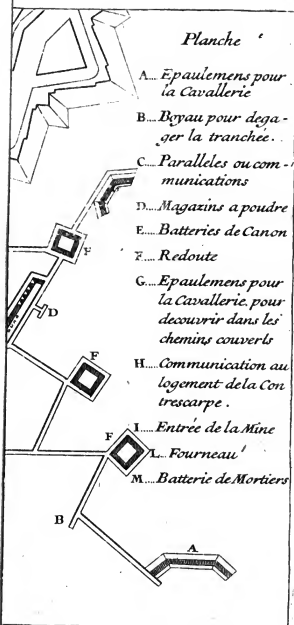 Planche
A.... Epaulemens pour
la Cavallerie
B.... Boyau pour dega-
ger la tranchée.
C.... Paralleles ou com-
munications
D.... Magazins a poudre
E.... Batteries de Canon
F.... Redoute
G.... Epaulemens pour
la Cavallerie, pour
decouvrir dans les
chemins couverts
H.... Communication au
logement de la Con
trescarpe.
I.... Entrée de la Mine
L... Fourneau
M.... Batterie de Mortiers
F
D
F
F
B
A